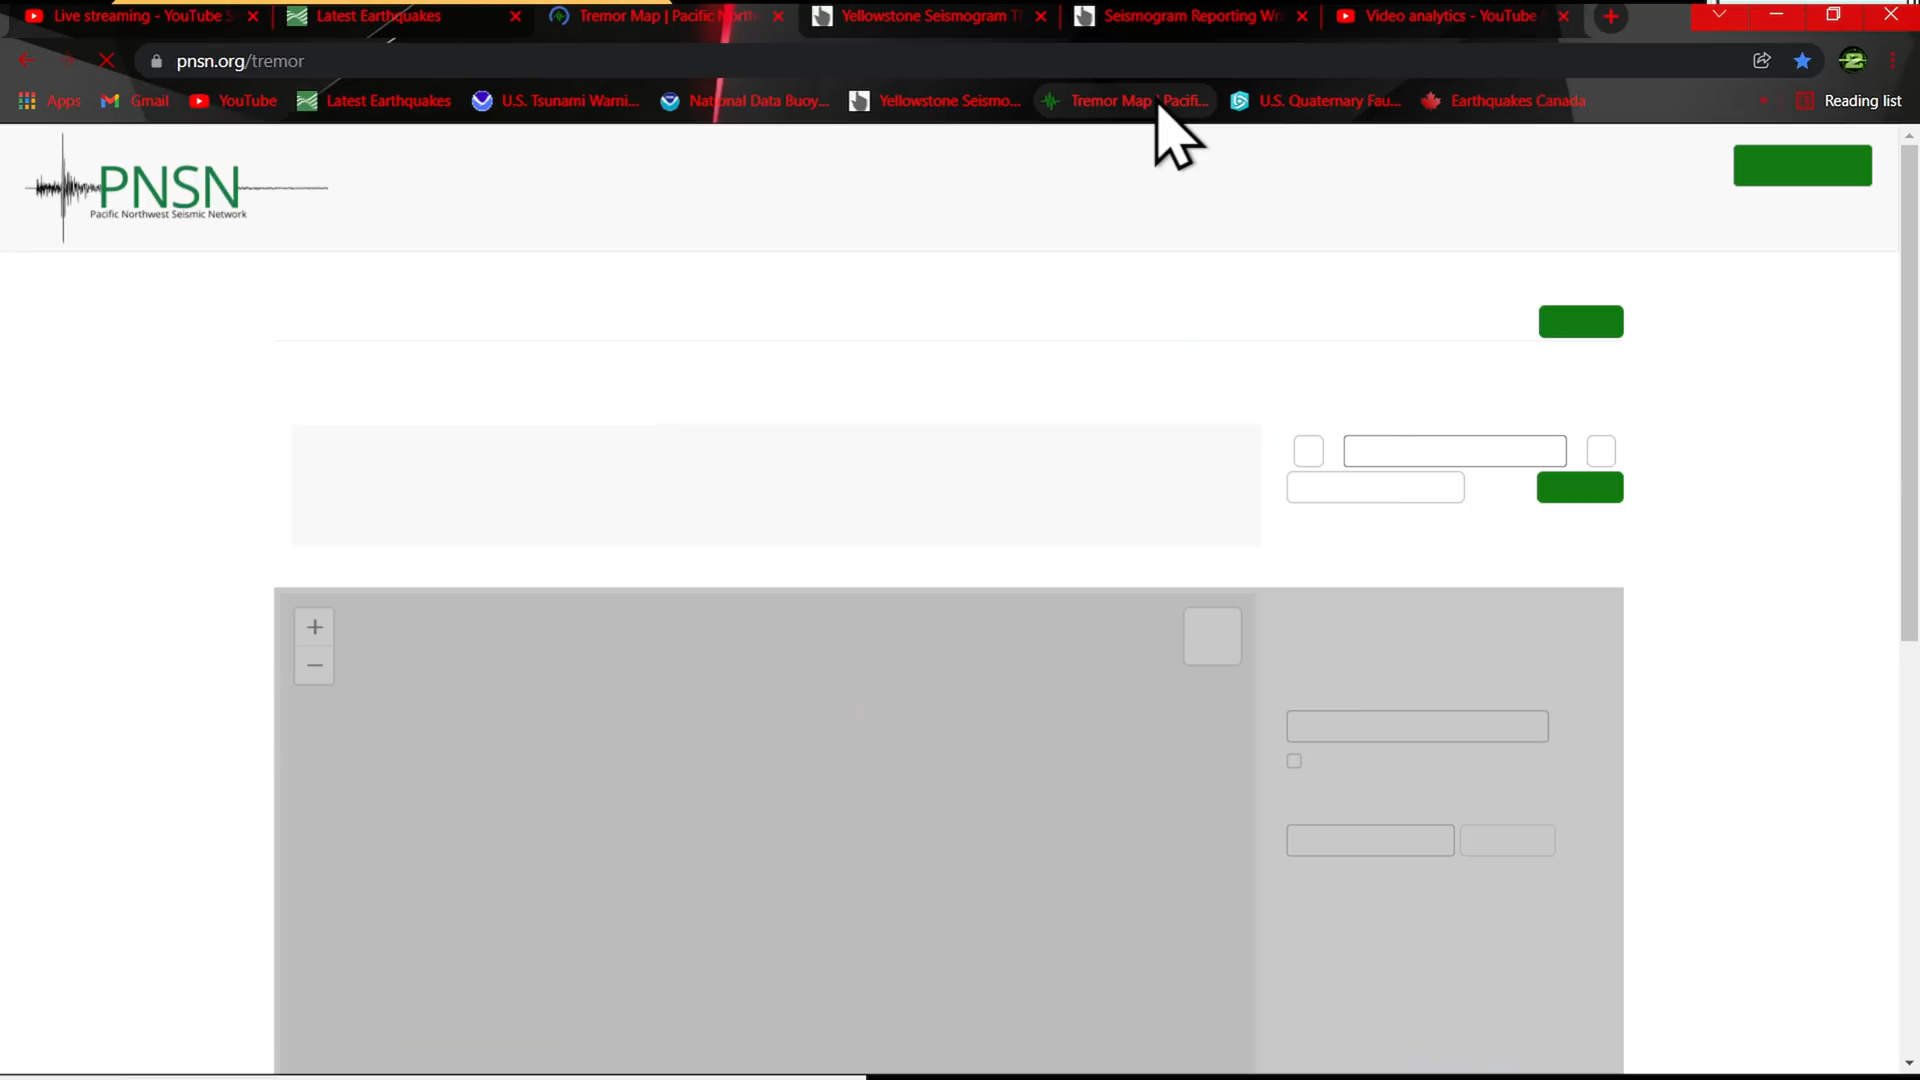 Live streaming - YouTube S
Latest Earthquakes
Tremor Map | Pacific North
Yellowstone Seismogram T
Seismogram Reporting Wr
Video analytics - YouTube
pnsn.org/tremor
Apps
Gmail
YouTube
Latest Earthquakes
U.S. Tsunami Warni...
National Data Buoy...
Yellowstone Seismo...
Tremor Map | Pacifi...
U.S. Quaternary Fau...
Earthquakes Canada
»
Reading list
PNSN
Pacific Northwest Seismic Network
+
−